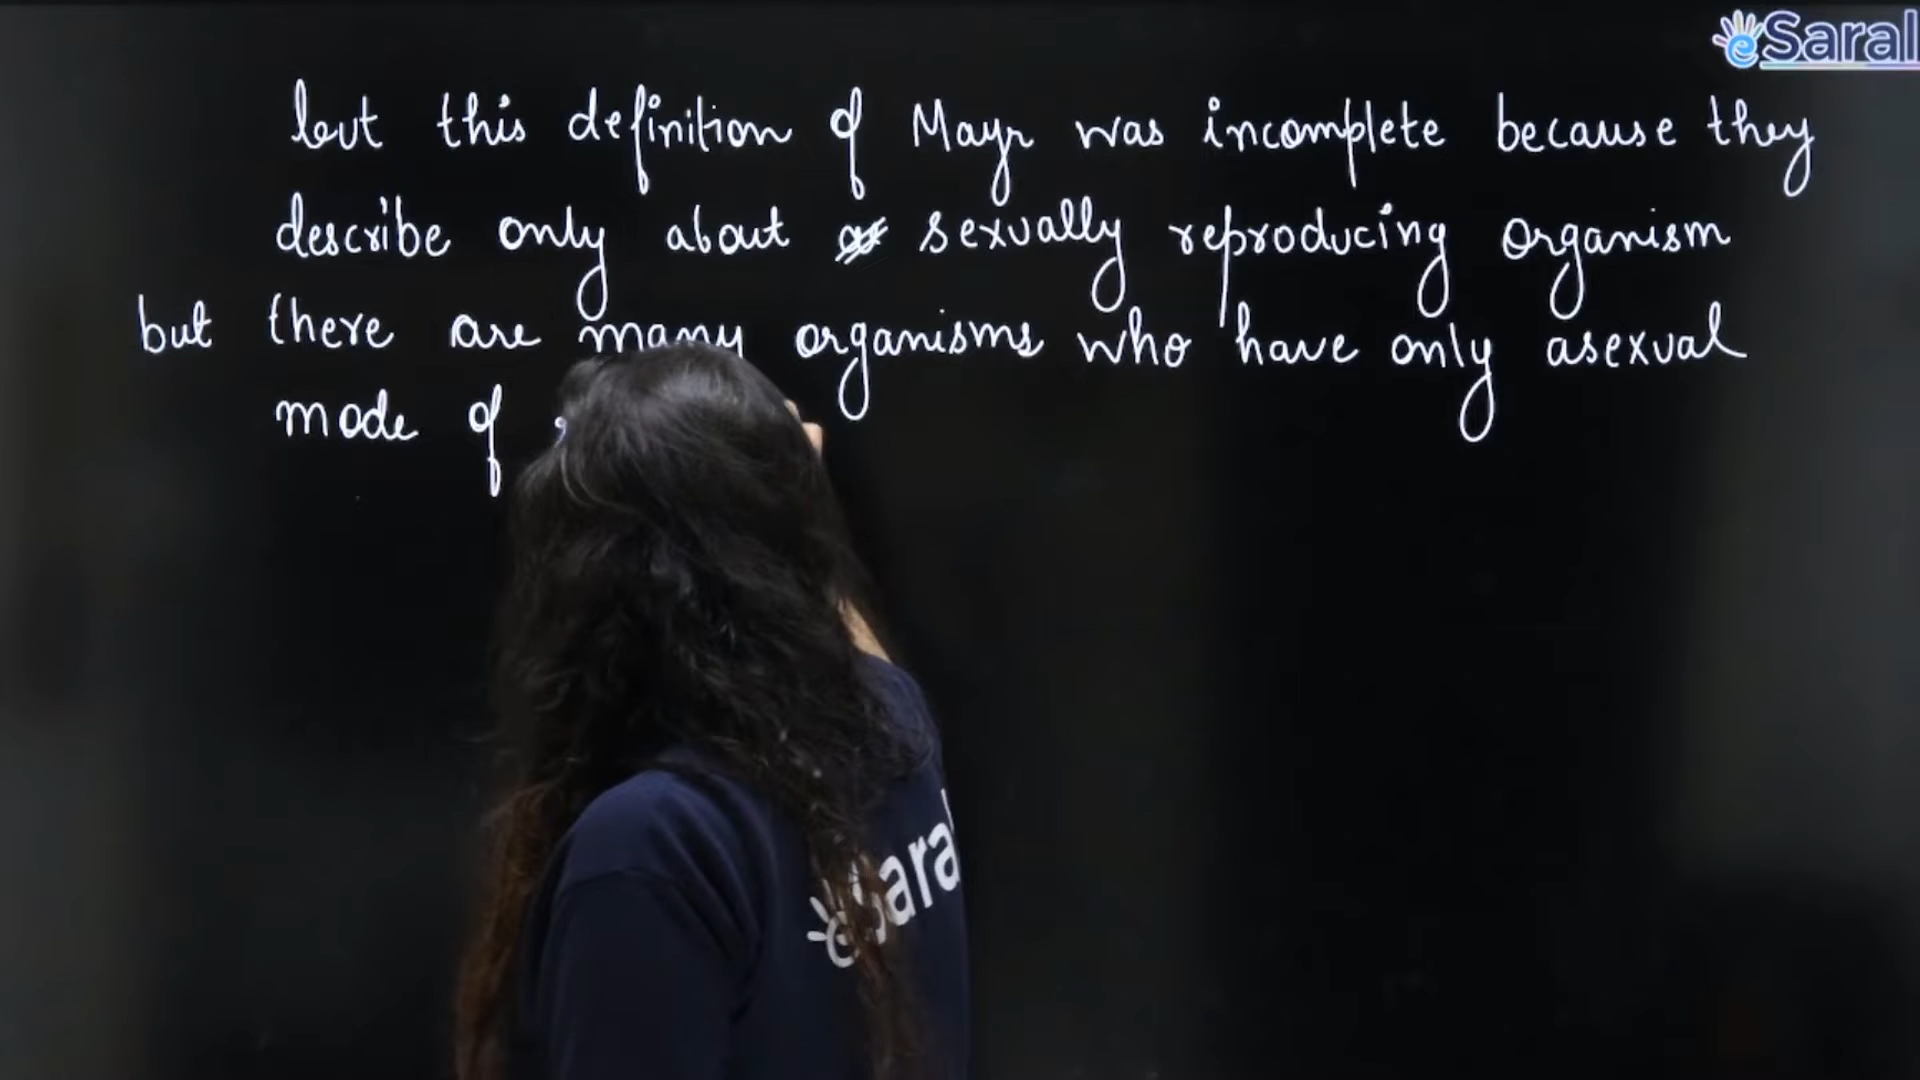 eSaral
but this definition of Mayr was incomplete because they
describe only about sexually reproducing organism
but there are many organisms who have only asexual
mode of
eSaral